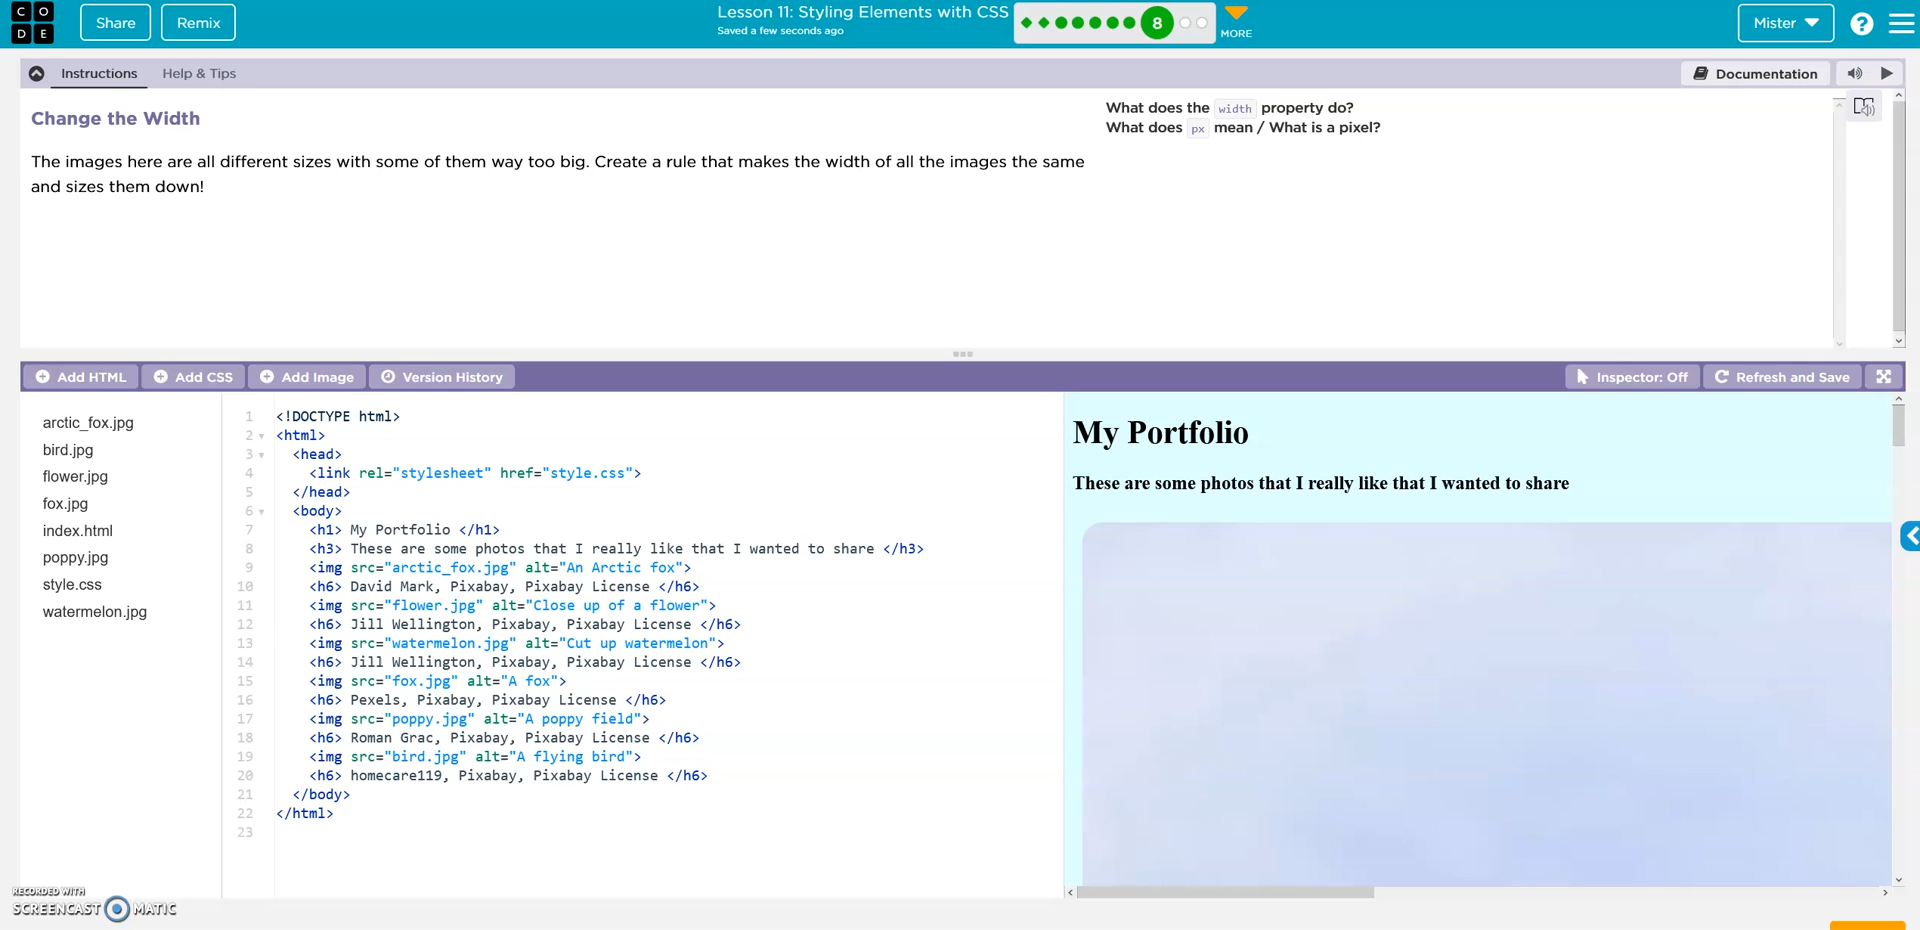 CO
DE
Share
Remix
Lesson 11: Styling Elements with CSS
Saved a few seconds ago
8
MORE
Mister
?
Instructions
Help & Tips
Documentation
Change the Width
The images here are all different sizes with some of them way too big. Create a rule that makes the width of all the images the same
and sizes them down!
What does the width property do?
What does px mean / What is a pixel?
Add HTML
Add CSS
Add Image
Version History
Inspector: Off
Refresh and Save
arctic_fox.jpg
bird.jpg
flower.jpg
fox.jpg
index.html
poppy.jpg
style.css
watermelon.jpg
1 <!DOCTYPE html>
2 <html>
3 <head>
4 <link rel="stylesheet" href="style.css">
5 </head>
6 <body>
7 <h1> My Portfolio </h1>
8 <h3> These are some photos that I really like that I wanted to share </h3>
9 <img src="arctic_fox.jpg" alt="An Arctic fox">
10 <h6> David Mark, Pixabay, Pixabay License </h6>
11 <img src="flower.jpg" alt="Close up of a flower">
12 <h6> Jill Wellington, Pixabay, Pixabay License </h6>
13 <img src="watermelon.jpg" alt="Cut up watermelon">
14 <h6> Jill Wellington, Pixabay, Pixabay License </h6>
15 <img src="fox.jpg" alt="A fox">
16 <h6> Pexels, Pixabay, Pixabay License </h6>
17 <img src="poppy.jpg" alt="A poppy field">
18 <h6> Roman Grac, Pixabay, Pixabay License </h6>
19 <img src="bird.jpg" alt="A flying bird">
20 <h6> homecare119, Pixabay, Pixabay License </h6>
21 </body>
22 </html>
23
My Portfolio
These are some photos that I really like that I wanted to share
RECORDED WITH
SCREENCAST MATIC